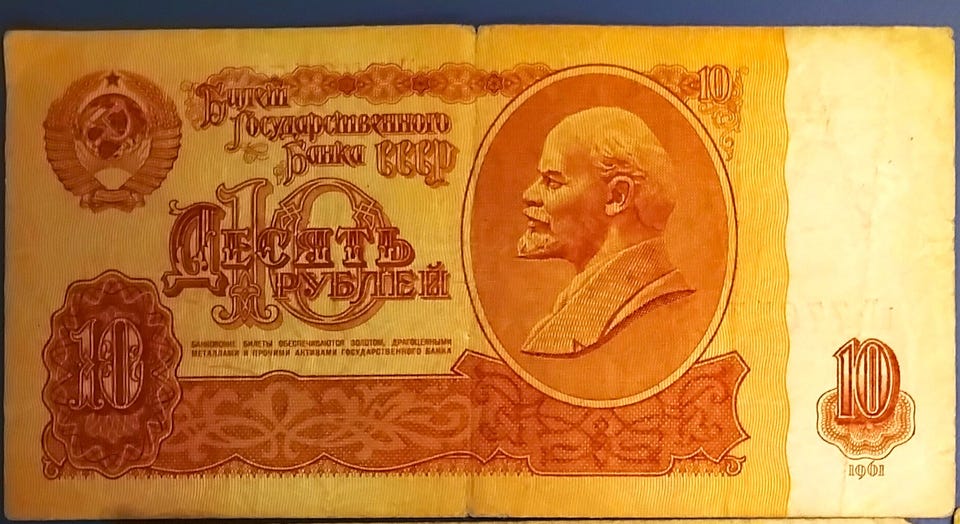 Билет
Государственного
Банка СССР
10
10
Десять
рублей
БАНКОВСКИЕ БИЛЕТЫ ОБЕСПЕЧИВАЮТСЯ ЗОЛОТОМ, ДРАГОЦЕННЫМИ
МЕТАЛЛАМИ И ПРОЧИМИ АКТИВАМИ ГОСУДАРСТВЕННОГО БАНКА
10
10
1961